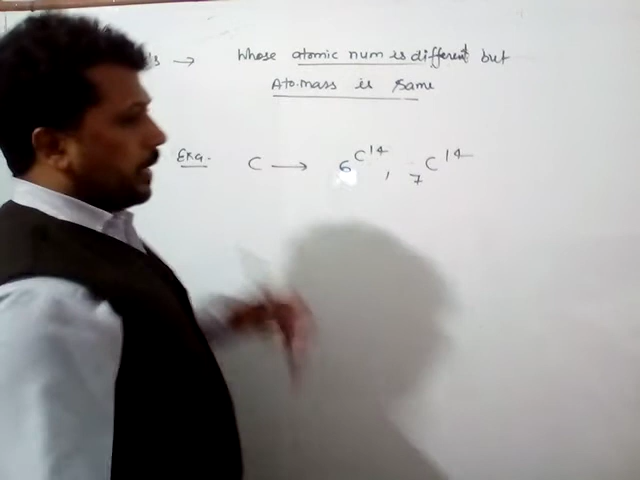 → Whose atomic num is different but
Ato.mass is same
Exa. C → ₆C¹⁴ , ₇C¹⁴